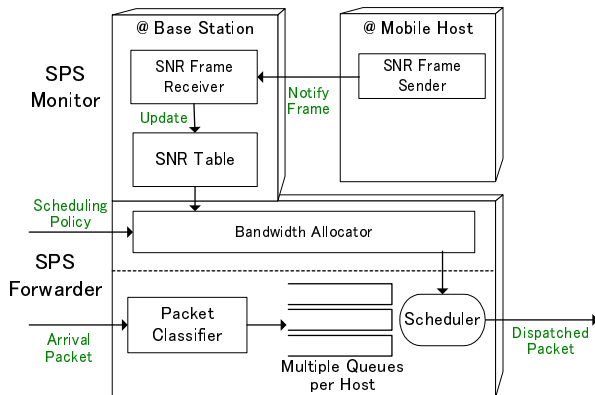 @ Base Station
@ Mobile Host
SPS
Monitor
SNR Frame
Receiver
SNR Frame
Sender
Notify
Frame
Update
SNR Table
Scheduling
Policy
Bandwidth Allocator
SPS
Forwarder
Packet
Classifier
Scheduler
Arrival
Packet
Dispatched
Packet
Multiple Queues
per Host